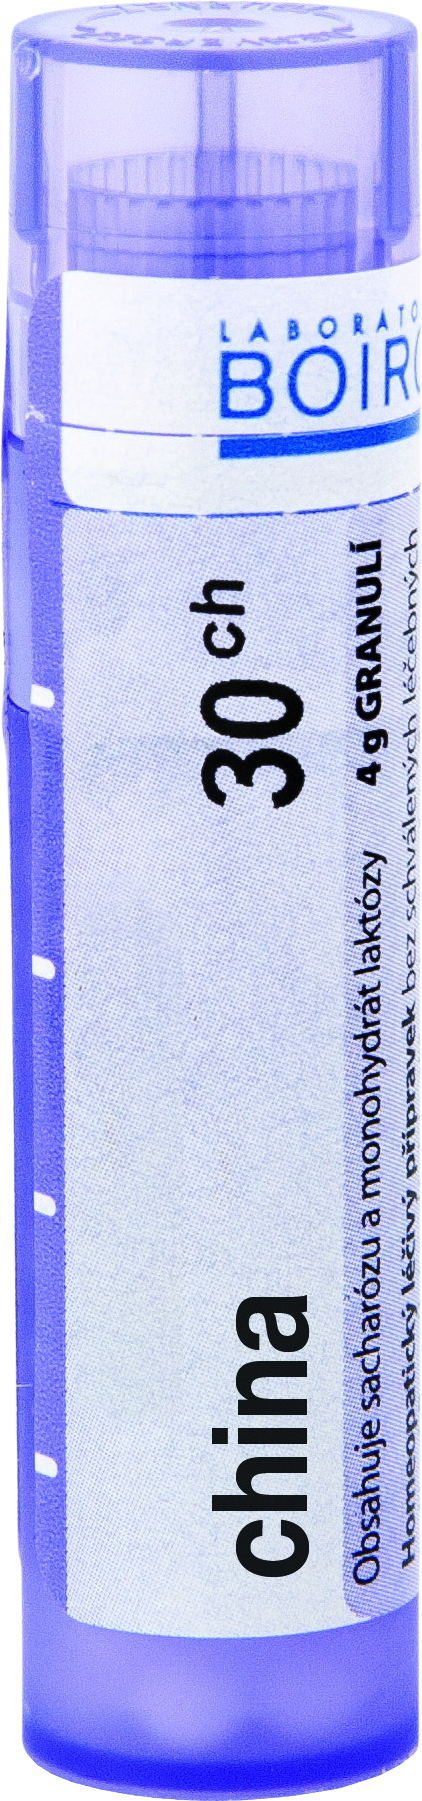 LABORATO
BOIRO
30 ch
china
4 g GRANULÍ
Obsahuje sacharózu a monohydrát laktózy
Homeopatický léčivý přípravek bez schválených léčebných